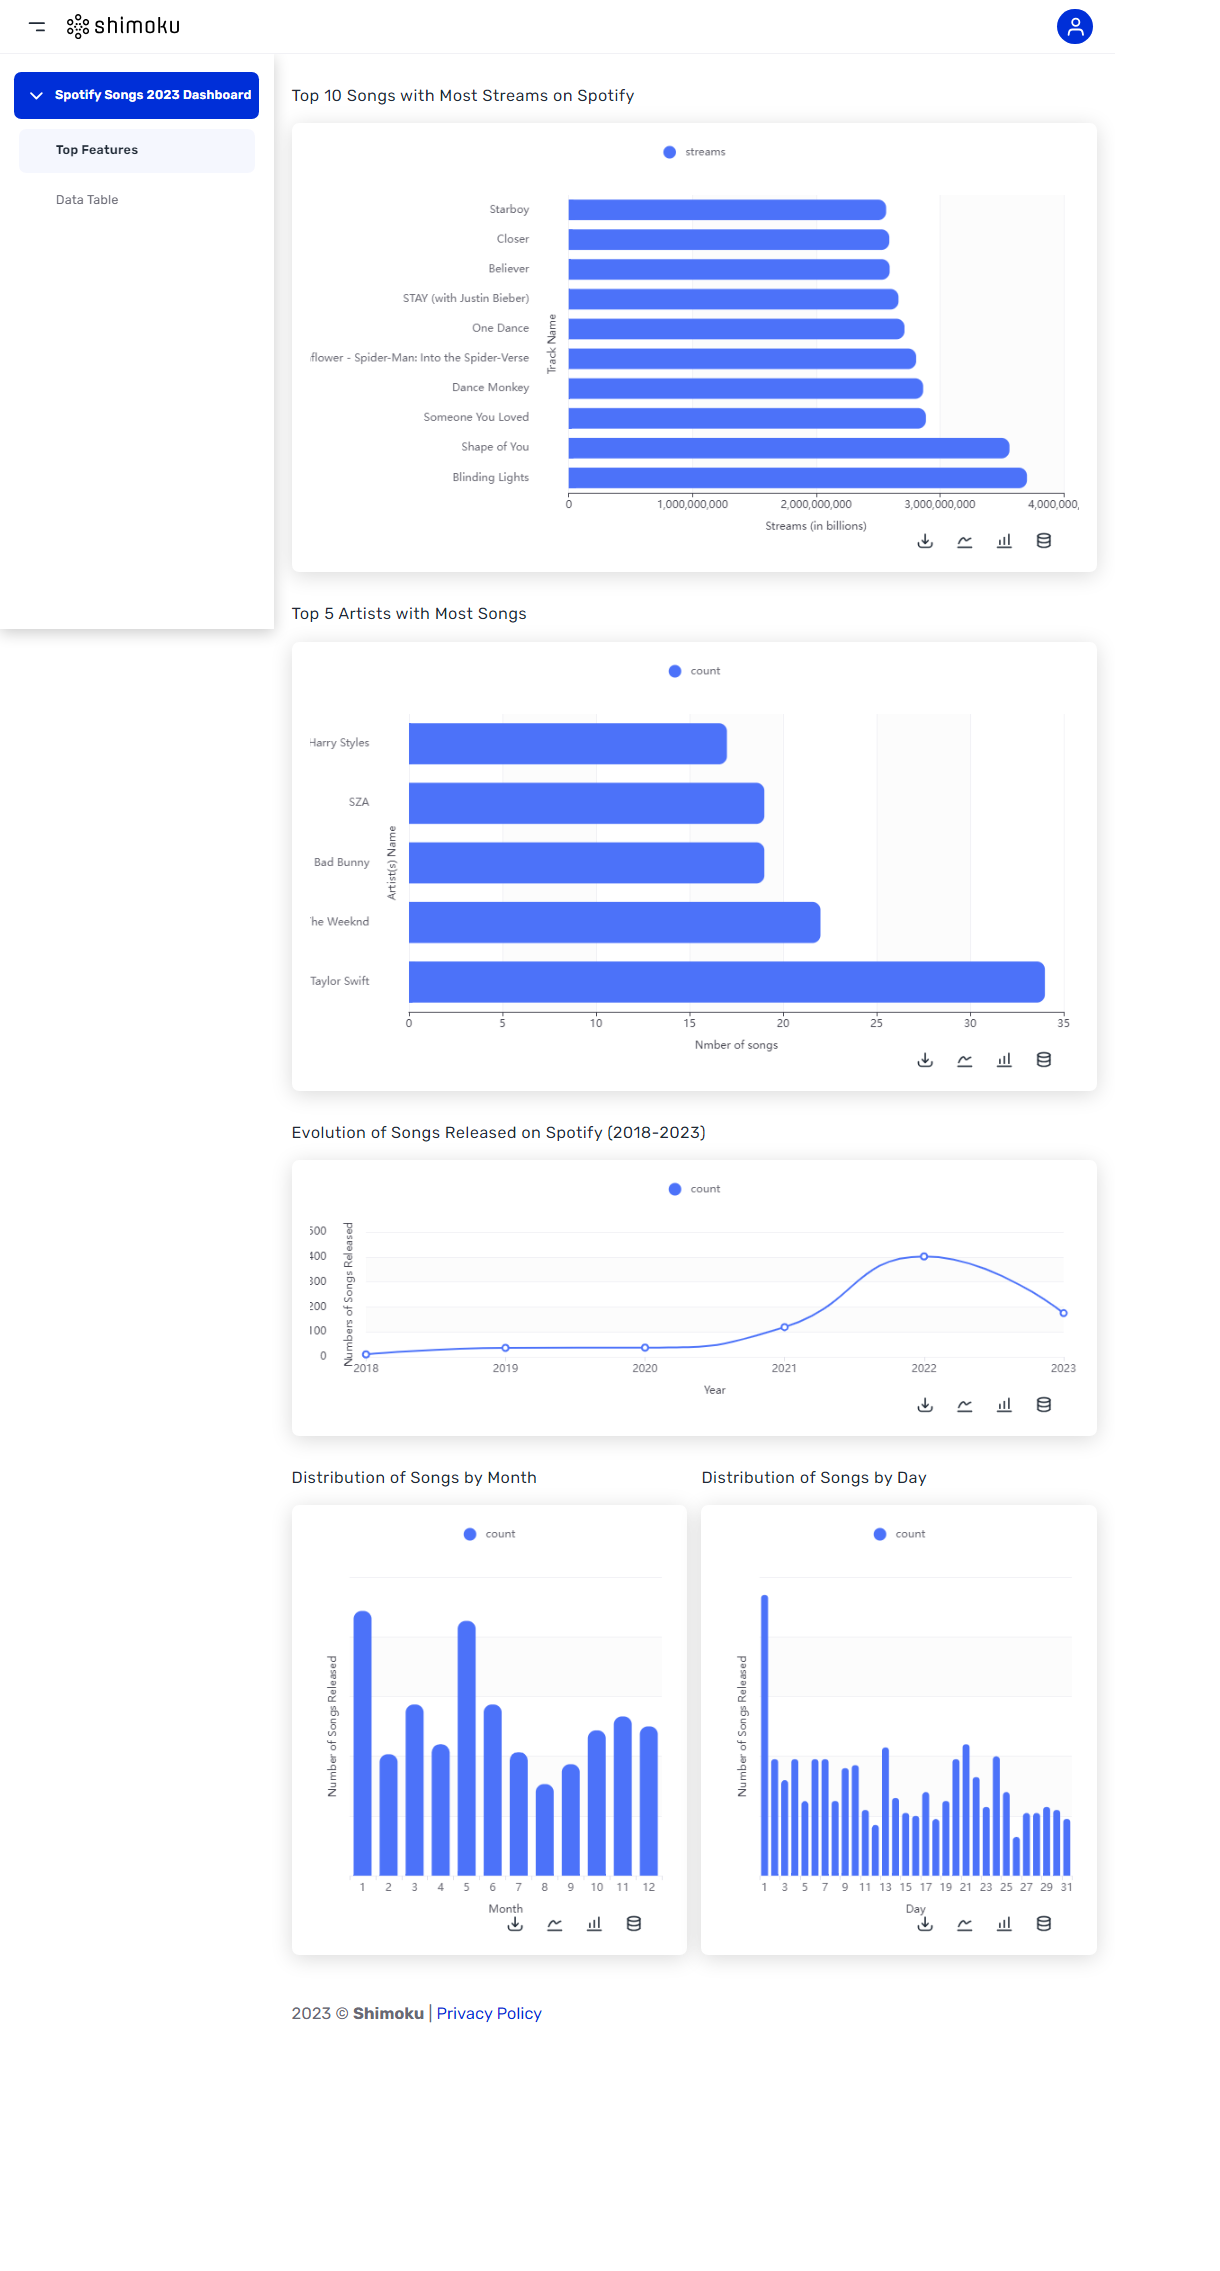 shimoku
Spotify Songs 2023 Dashboard
Top Features
Data Table
Top 10 Songs with Most Streams on Spotify
streams
Starboy
Closer
Believer
STAY (with Justin Bieber)
One Dance
flower - Spider-Man: Into the Spider-Verse
Dance Monkey
Someone You Loved
Shape of You
Blinding Lights
Track Name
0 1,000,000,000 2,000,000,000 3,000,000,000 4,000,000,
Streams (in billions)
Top 5 Artists with Most Songs
count
Harry Styles
SZA
Bad Bunny
he Weeknd
Taylor Swift
Artist(s) Name
0 5 10 15 20 25 30 35
Nmber of songs
Evolution of Songs Released on Spotify (2018-2023)
count
500
400
300
200
100
0
Numbers of Songs Released
2018 2019 2020 2021 2022 2023
Year
Distribution of Songs by Month
count
Number of Songs Released
1 2 3 4 5 6 7 8 9 10 11 12
Month
Distribution of Songs by Day
count
Number of Songs Released
1 3 5 7 9 11 13 15 17 19 21 23 25 27 29 31
Day
2023 © Shimoku | Privacy Policy